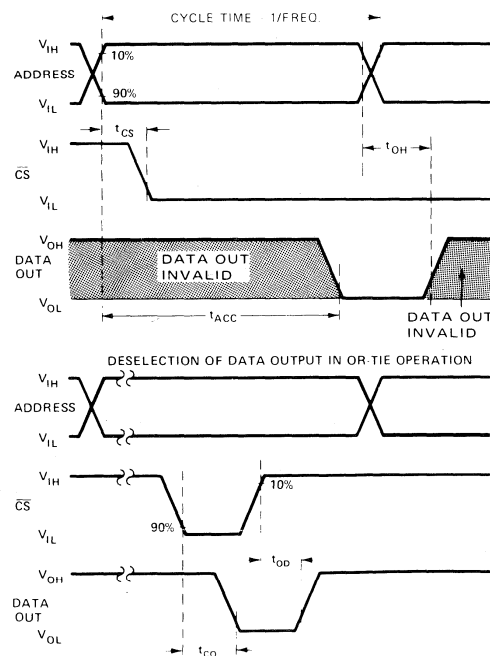 CYCLE TIME - 1/FREQ.
VIH
10%
ADDRESS
90%
VIL
tCS
VIH
tOH
CS
VIL
VOH
DATA OUT
DATA OUT INVALID
VOL
tACC
DATA OUT INVALID
DESELECTION OF DATA OUTPUT IN OR-TIE OPERATION
VIH
ADDRESS
VIL
VIH
10%
CS
90%
VIL
tOD
VOH
DATA OUT
VOL
tCO